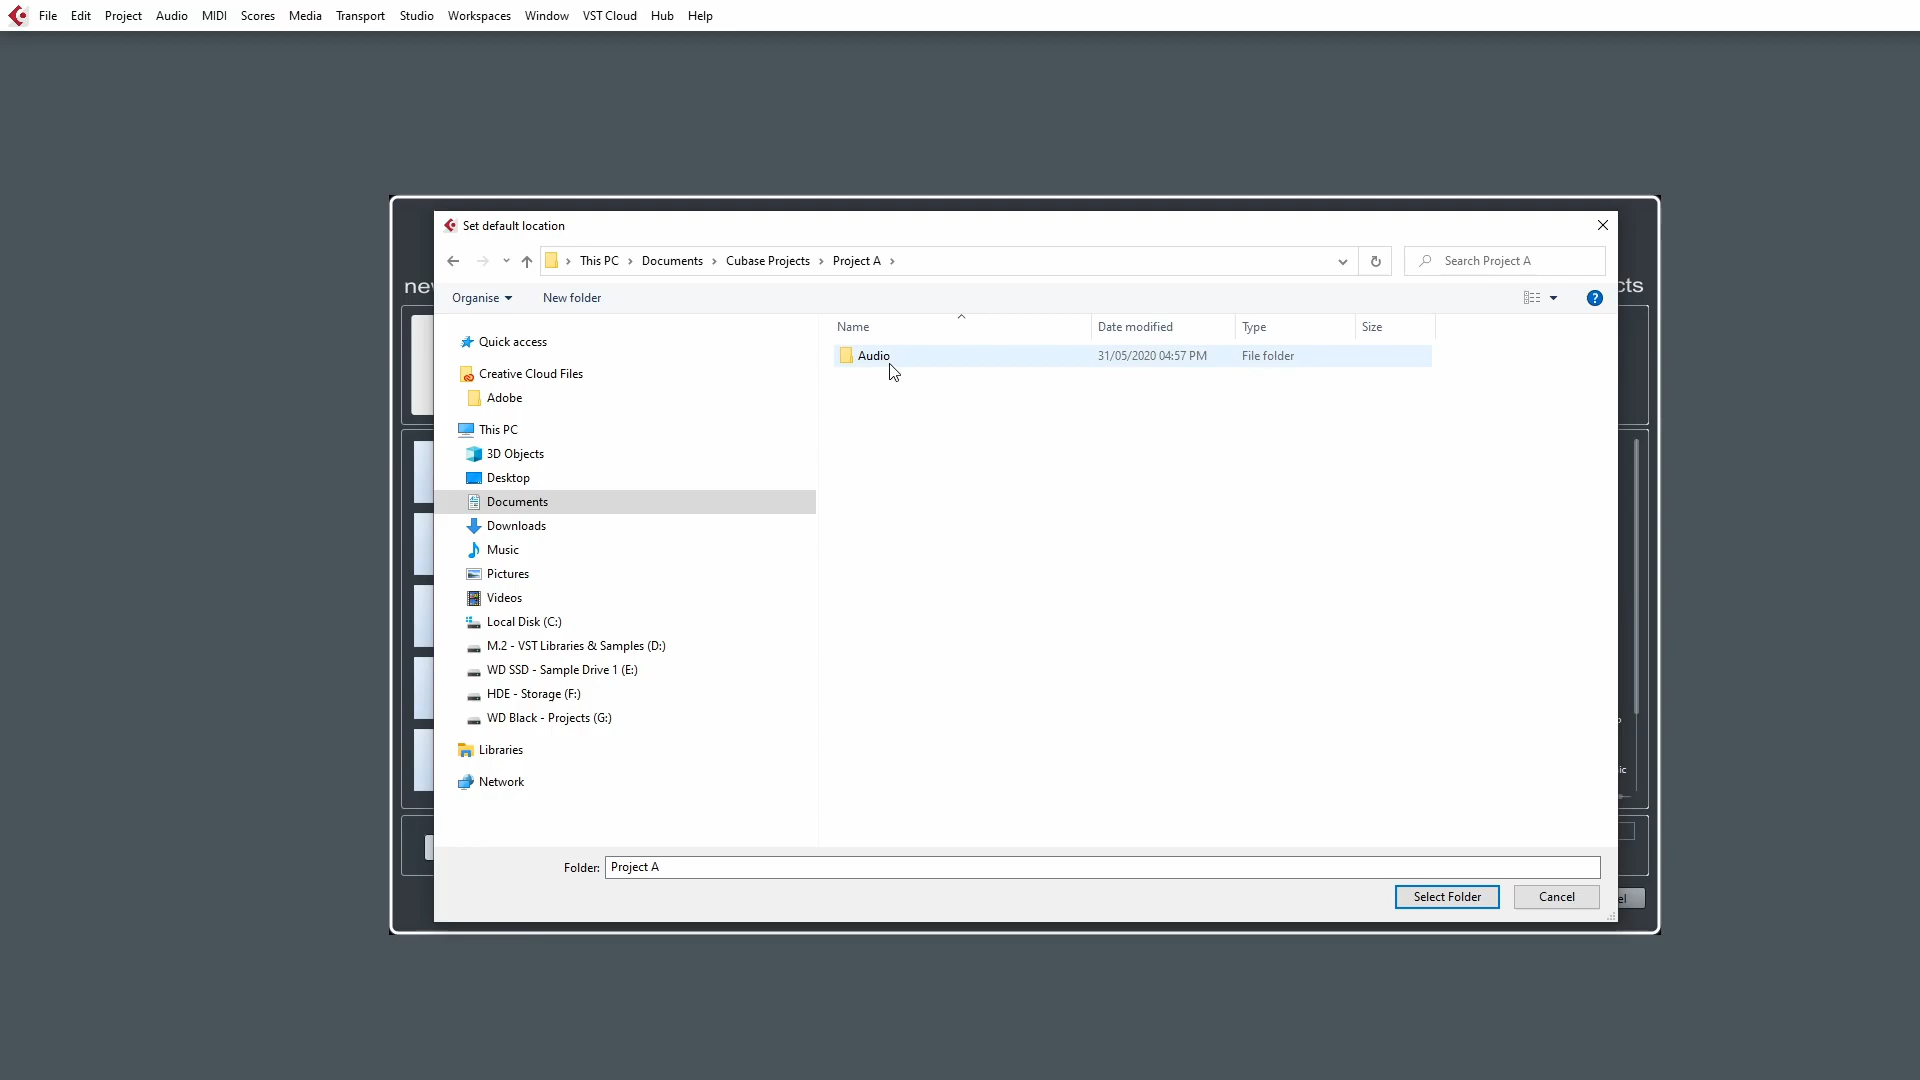 File Edit Project Audio MIDI Scores Media Transport Studio Workspaces Window VST Cloud Hub Help
Set default location
This PC › Documents › Cubase Projects › Project A ›
Search Project A
Organise New folder
Name Date modified Type Size
Audio 31/05/2020 04:57 PM File folder
Quick access
Creative Cloud Files
Adobe
This PC
3D Objects
Desktop
Documents
Downloads
Music
Pictures
Videos
Local Disk (C:)
M.2 - VST Libraries & Samples (D:)
WD SSD - Sample Drive 1 (E:)
HDE - Storage (F:)
WD Black - Projects (G:)
Libraries
Network
Folder: Project A
Select Folder Cancel